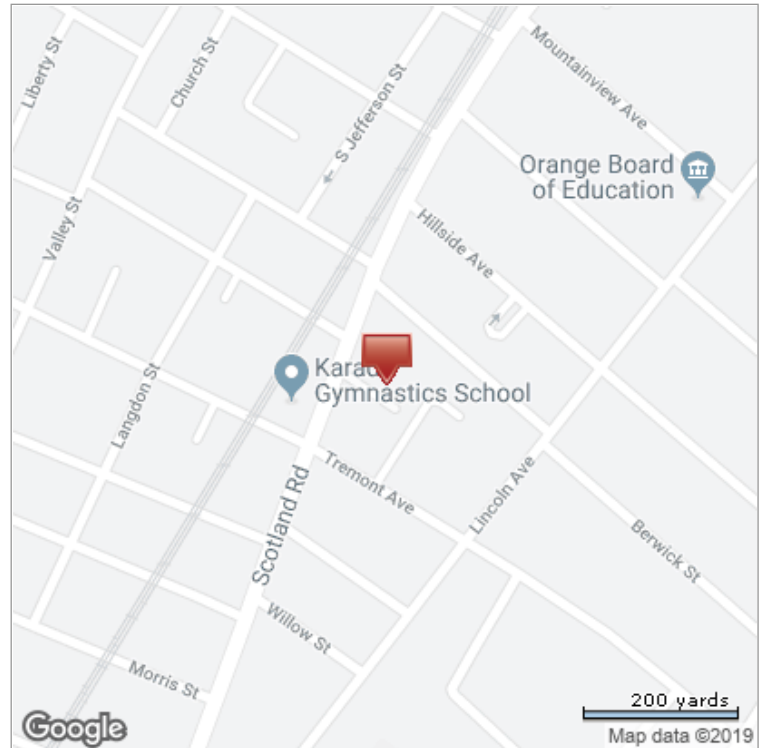 Mountainview Ave
Liberty St
Church St
S Jefferson St
Orange Board
of Education
Valley St
Hillside Ave
Gymnastics School
Langdon St
Tremont Ave
Lincoln Ave
Scotland Rd
Berwick St
Willow St
Morris St
200 yards
Google
Map data ©2019